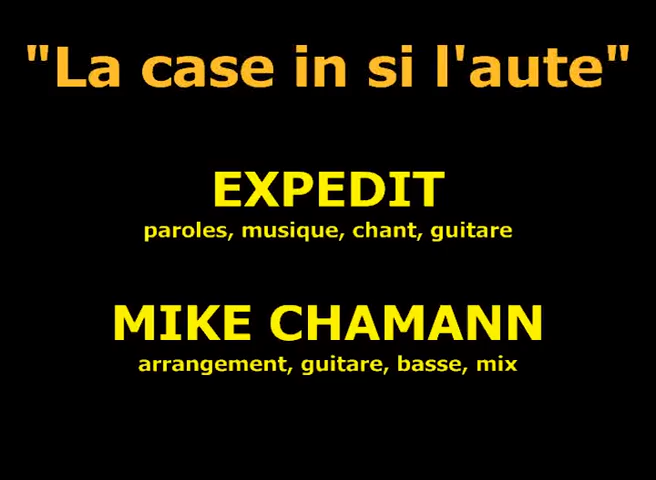 "La case in si l'aute"
EXPEDIT
paroles, musique, chant, guitare
MIKE CHAMANN
arrangement, guitare, basse, mix